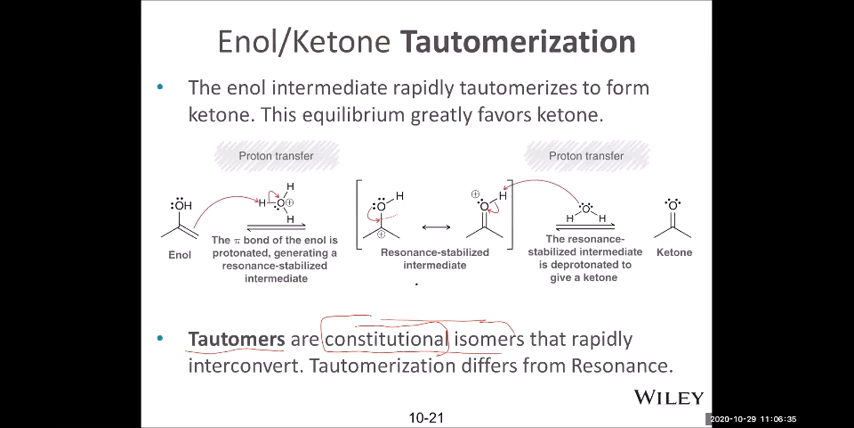 Enol/Ketone Tautomerization
• The enol intermediate rapidly tautomerizes to form
ketone. This equilibrium greatly favors ketone.
Proton transfer
Proton transfer
:ÖH
H
H–:O⊕
H
Enol
The π bond of the enol is
protonated, generating a
resonance-stabilized
intermediate
:Ö H
⊕
⊕
:O H
Resonance-stabilized
intermediate
H Ö H
The resonance-
stabilized intermediate
is deprotonated to
give a ketone
:O:
Ketone
• Tautomers are constitutional isomers that rapidly
interconvert. Tautomerization differs from Resonance.
WILEY
10-21
2020-10-29 11:06:35